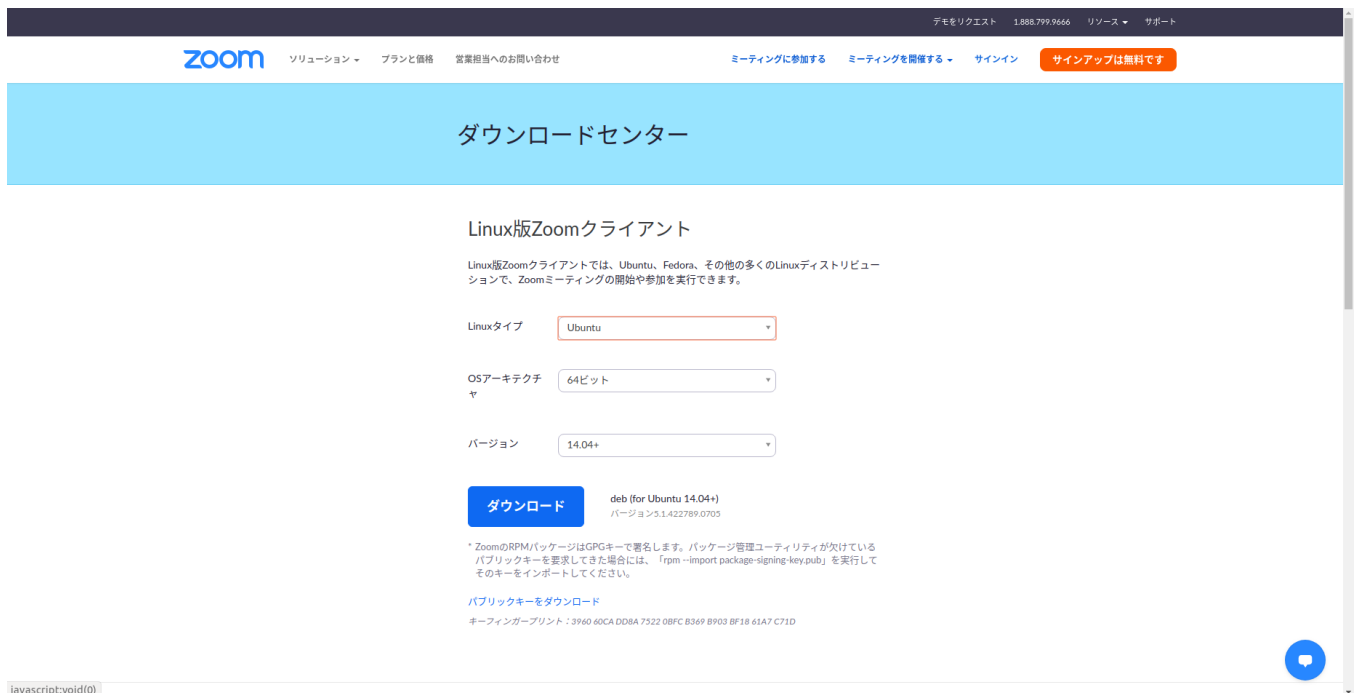 デモをリクエスト 1.888.799.9666 リソース サポート
zoom ソリューション プランと価格 営業担当へのお問い合わせ ミーティングに参加する ミーティングを開催する サインイン サインアップは無料です
ダウンロードセンター
Linux版Zoomクライアント
Linux版Zoomクライアントでは、Ubuntu、Fedora、その他の多くのLinuxディストリビュー
ションで、Zoomミーティングの開始や参加を実行できます。
Linuxタイプ Ubuntu
OSアーキテクチ 64ビット
ャ
バージョン 14.04+
ダウンロード deb (for Ubuntu 14.04+)
バージョン5.1.422789.0705
* ZoomのRPMパッケージはGPGキーで署名します。パッケージ管理ユーティリティが欠けている
パブリックキーを要求してきた場合には、「rpm --import package-signing-key.pub」を実行して
そのキーをインポートしてください。
パブリックキーをダウンロード
キーフィンガープリント：3960 60CA DD8A 7522 0BFC B369 B903 BF18 61A7 C71D
javascript:void(0)